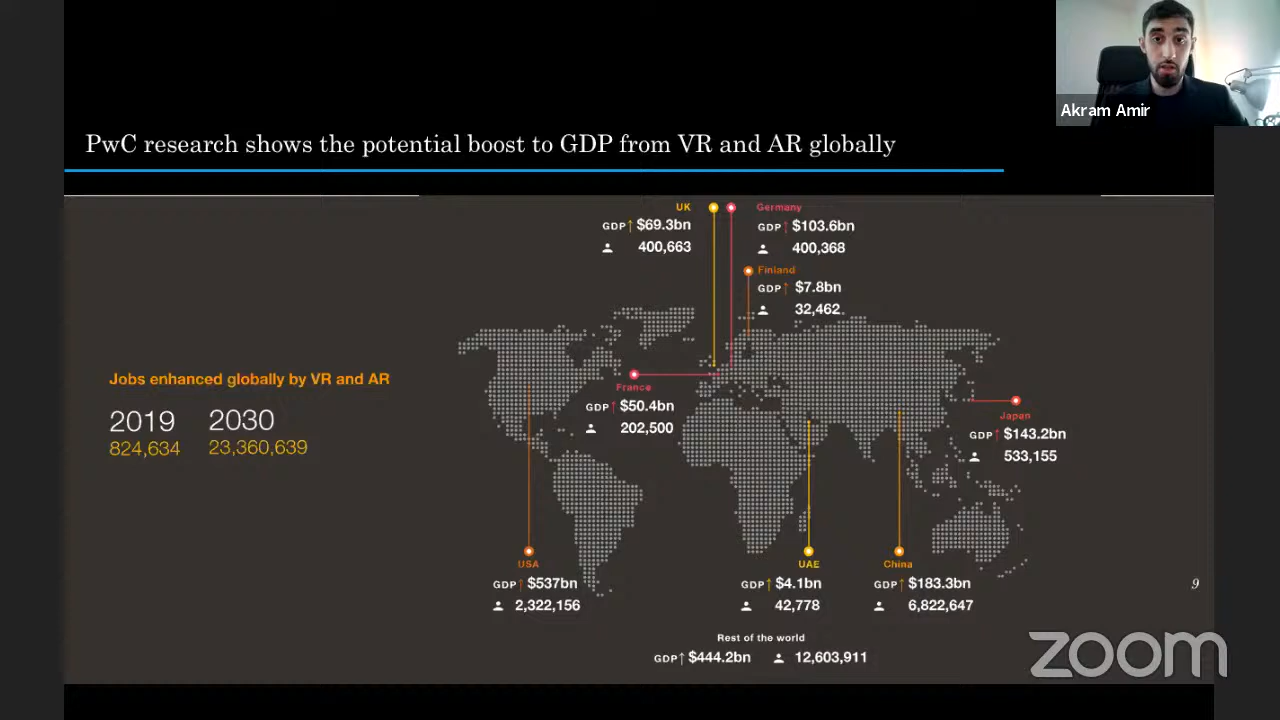 Akram Amir
PwC research shows the potential boost to GDP from VR and AR globally
UK
GDP↑ $69.3bn
400,663
Germany
GDP↑ $103.6bn
400,368
Finland
GDP↑ $7.8bn
32,462
Jobs enhanced globally by VR and AR
2019 2030
824,634 23,360,639
France
GDP↑ $50.4bn
202,500
Japan
GDP↑ $143.2bn
533,155
USA
GDP↑ $537bn
2,322,156
UAE
GDP↑ $4.1bn
42,778
China
GDP↑ $183.3bn
6,822,647
9
Rest of the world
GDP↑ $444.2bn 12,603,911
zoom